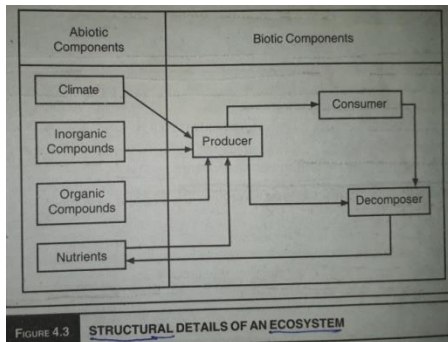 Abiotic
Components
Biotic Components
Climate
Consumer
Inorganic
Compounds
Producer
Organic
Compounds
Decomposer
Nutrients
FIGURE 4.3 STRUCTURAL DETAILS OF AN ECOSYSTEM